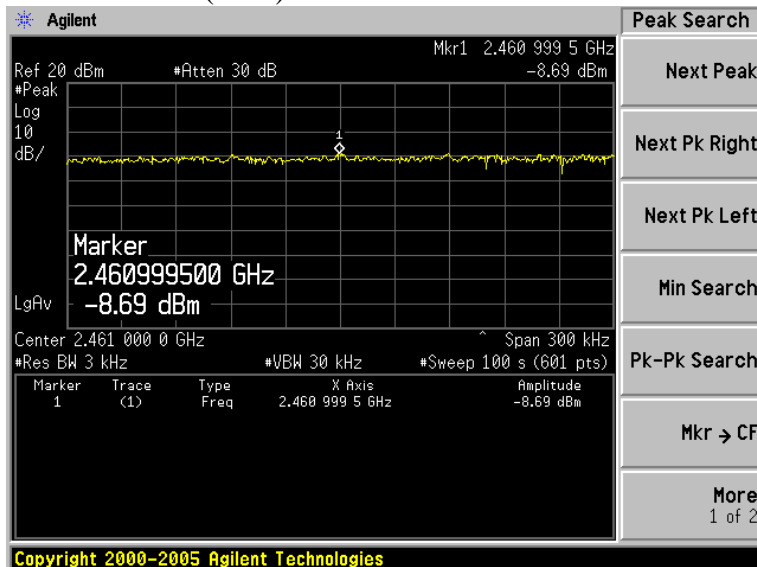 Agilent
Peak Search
Mkr1 2.460 999 5 GHz
Ref 20 dBm #Atten 30 dB -8.69 dBm
#Peak
Log
10
dB/
1
Marker
2.460999500 GHz
LgAv -8.69 dBm
Center 2.461 000 0 GHz ^ Span 300 kHz
#Res BW 3 kHz #VBW 30 kHz #Sweep 100 s (601 pts)
Marker Trace Type X Axis Amplitude
1 (1) Freq 2.460 999 5 GHz -8.69 dBm
Next Peak
Next Pk Right
Next Pk Left
Min Search
Pk-Pk Search
Mkr → CF
More
1 of 2
Copyright 2000-2005 Agilent Technologies